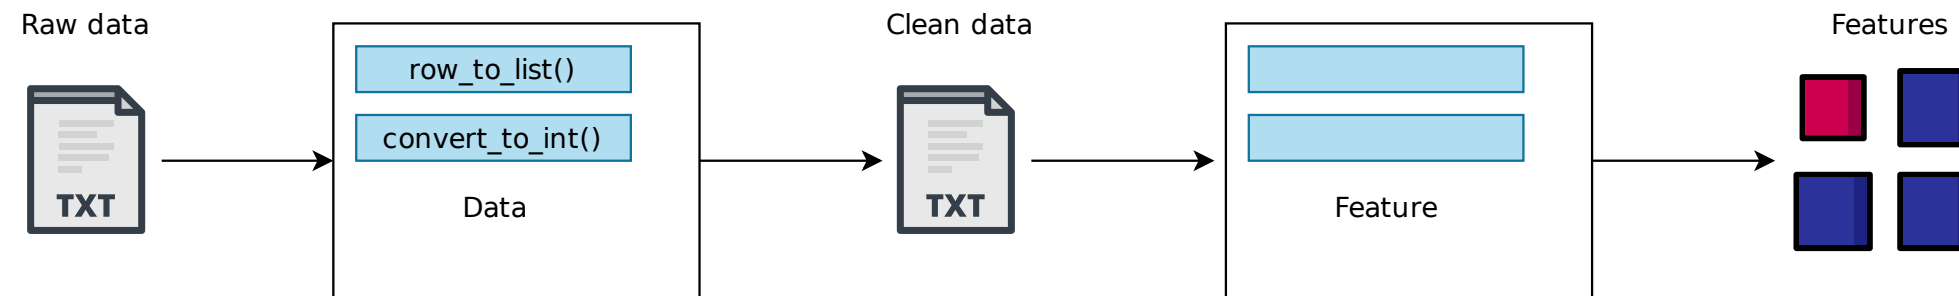 Raw data
TXT
row_to_list()
convert_to_int()
Data
Clean data
TXT
Feature
Features